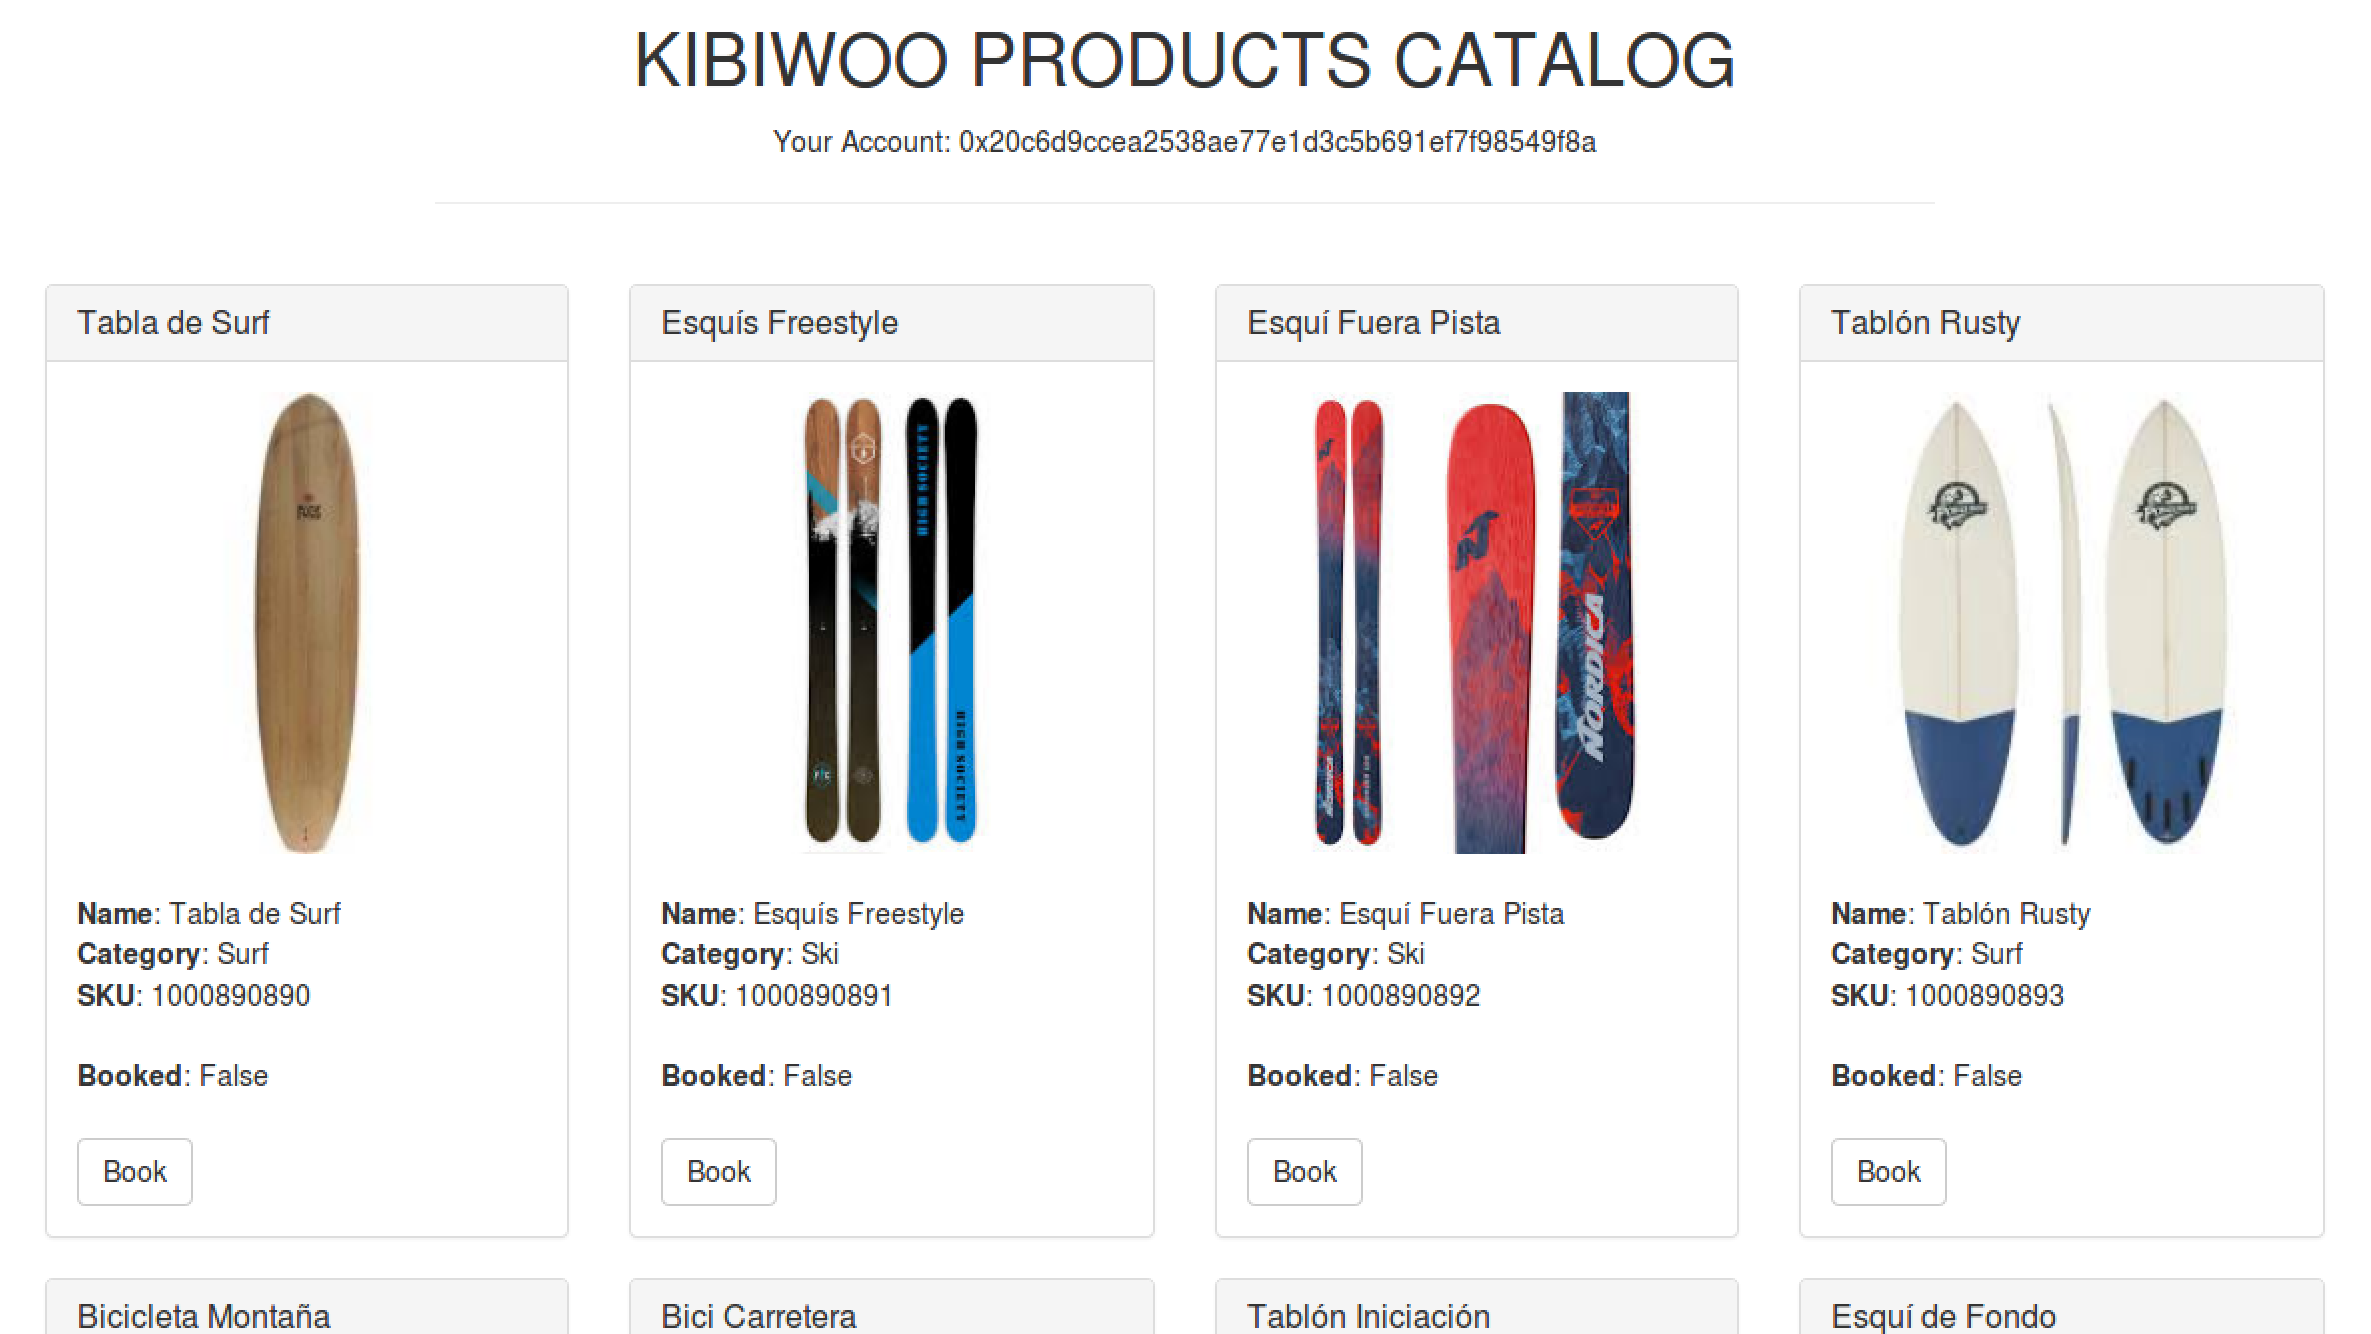 KIBIWOO PRODUCTS CATALOG
Your Account: 0x20c6d9ccea2538ae77e1d3c5b691ef7f98549f8a
Tabla de Surf
Name: Tabla de Surf
Category: Surf
SKU: 1000890890
Booked: False
Book
Esquís Freestyle
HIGH SOCIETY
HIGH SOCIETY
Name: Esquís Freestyle
Category: Ski
SKU: 1000890891
Booked: False
Book
Esquí Fuera Pista
NORDICA
NORDICA
Name: Esquí Fuera Pista
Category: Ski
SKU: 1000890892
Booked: False
Book
Tablón Rusty
Name: Tablón Rusty
Category: Surf
SKU: 1000890893
Booked: False
Book
Bicicleta Montaña
Bici Carretera
Tablón Iniciación
Esquí de Fondo